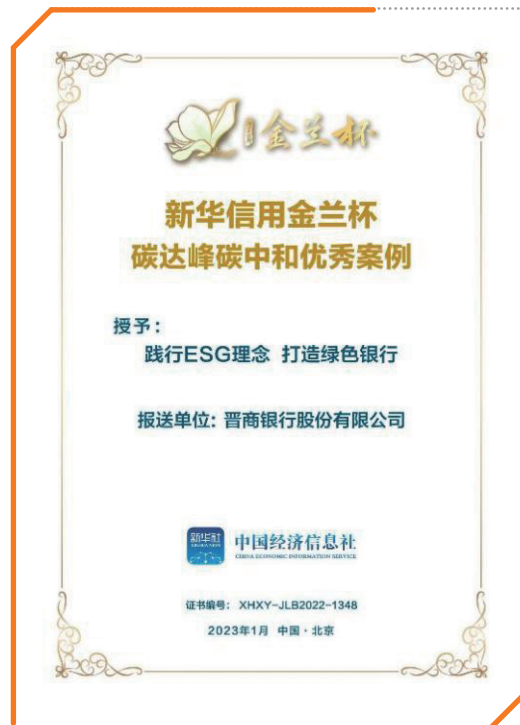 金兰杯
新华信用金兰杯
碳达峰碳中和优秀案例
授予：
践行ESG理念 打造绿色银行
报送单位: 晋商银行股份有限公司
新华社
中国经济信息社
CHINA ECONOMIC INFORMATION SERVICE
证书编号： XHXY-JLB2022-1348
2023年1月 中国·北京